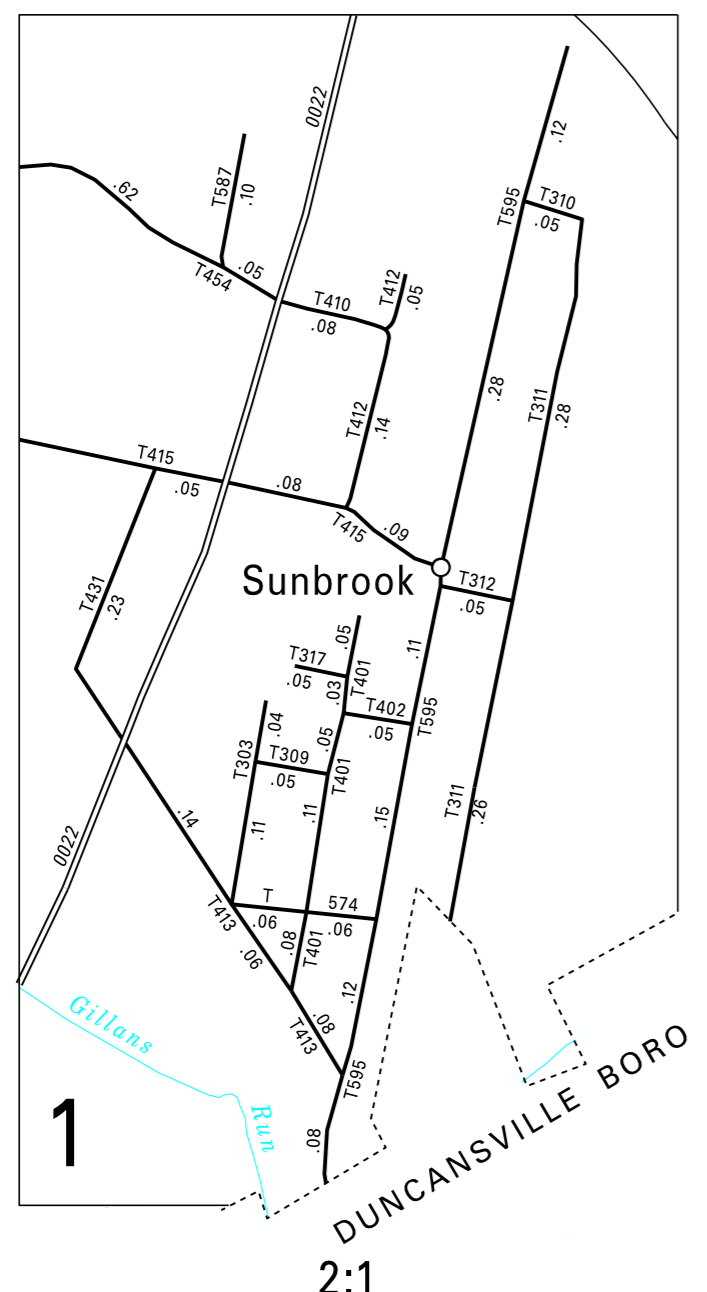 0022
.12
.62
T587
.10
T595
T310
.05
T454
.05
T410
.08
T412
.05
.28
T311
.28
T412
.14
T415
.05
.08
T415
.09
Sunbrook
T312
.05
T431
.23
.05
T317
.05
T401
.03
.11
T402
.05
T595
.04
T303
T309
.05
.05
T401
.14
.11
.11
.15
T311
.26
0022
T 574
.06
.06
T413
.06
.08
T401
.12
.08
T413
T595
.08
Gillans Run
1
DUNCANSVILLE BORO
2:1